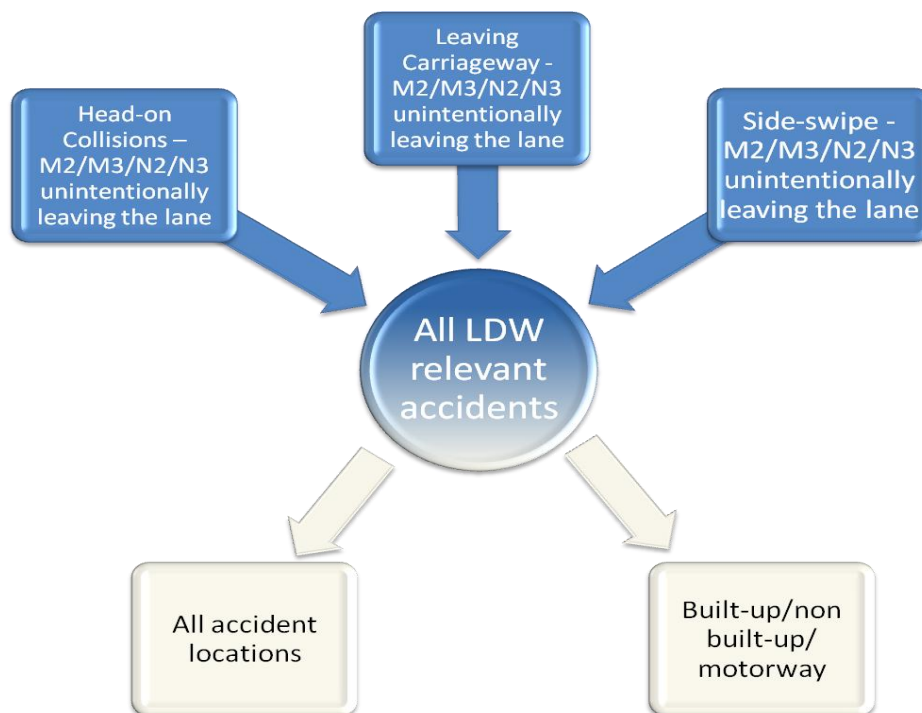 Leaving
Carriageway -
M2/M3/N2/N3
unintentionally
leaving the lane
Head-on
Collisions –
M2/M3/N2/N3
unintentionally
leaving the lane
Side-swipe -
M2/M3/N2/N3
unintentionally
leaving the lane
All LDW
relevant
accidents
All accident
locations
Built-up/non
built-up/
motorway